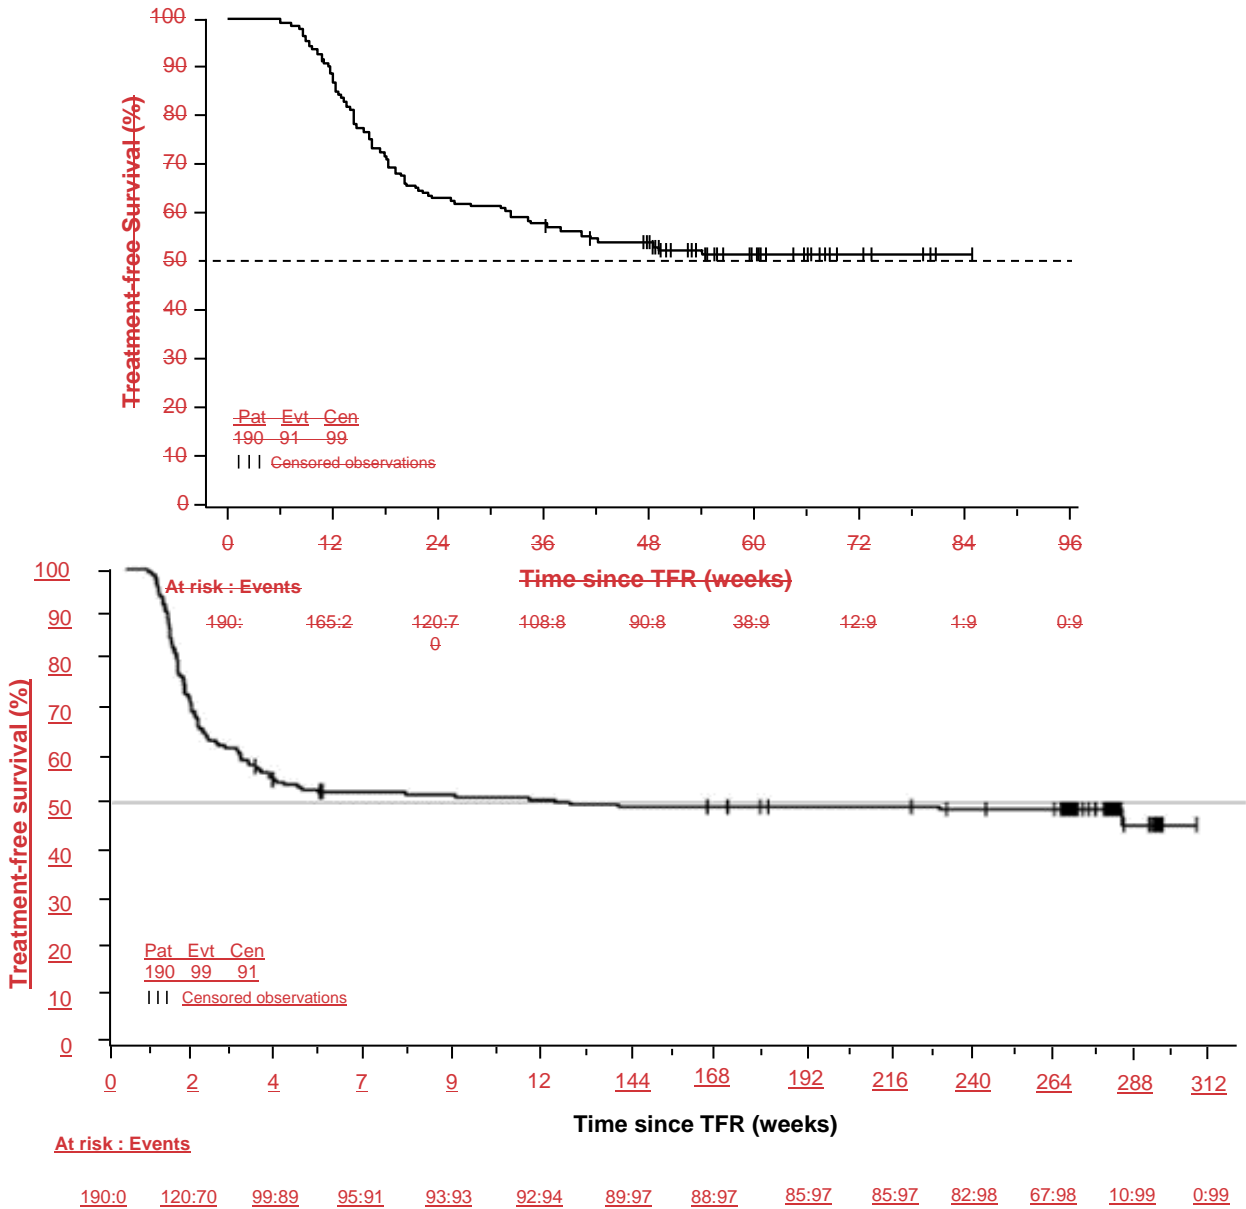 100
90
80
70
60
50
40
30
20
10
0
Treatment-free Survival (%)
Pat Evt Cen
190 91 99
Censored observations
0 12 24 36 48 60 72 84 96
Time since TFR (weeks)
At risk : Events
190: 165:2 120:7 108:8 90:8 38:9 12:9 1:9 0:9
0
100
90
80
70
60
50
40
30
20
10
0
Treatment-free survival (%)
Pat Evt Cen
190 99 91
Censored observations
0 2 4 7 9 12 144 168 192 216 240 264 288 312
Time since TFR (weeks)
At risk : Events
190:0 120:70 99:89 95:91 93:93 92:94 89:97 88:97 85:97 85:97 82:98 67:98 10:99 0:99